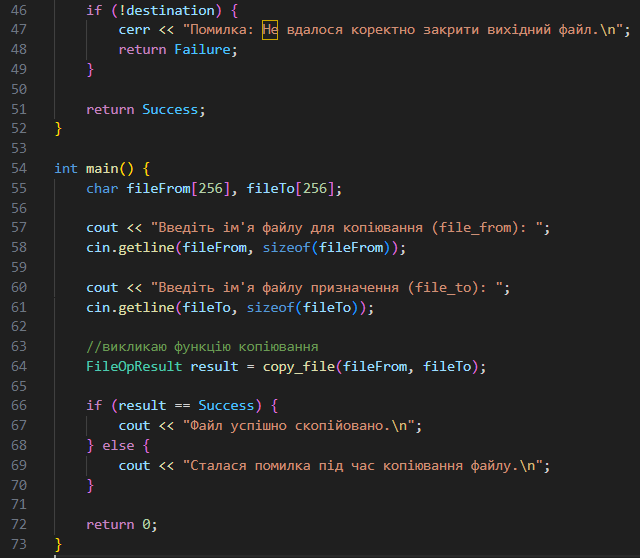 46 if (!destination) {
47 cerr << "Помилка: Не вдалося коректно закрити вихідний файл.\n";
48 return Failure;
49 }
50
51 return Success;
52 }
53
54 int main() {
55 char fileFrom[256], fileTo[256];
56
57 cout << "Введіть ім'я файлу для копіювання (file_from): ";
58 cin.getline(fileFrom, sizeof(fileFrom));
59
60 cout << "Введіть ім'я файлу призначення (file_to): ";
61 cin.getline(fileTo, sizeof(fileTo));
62
63 //викликаю функцію копіювання
64 FileOpResult result = copy_file(fileFrom, fileTo);
65
66 if (result == Success) {
67 cout << "Файл успішно скопійовано.\n";
68 } else {
69 cout << "Сталася помилка під час копіювання файлу.\n";
70 }
71
72 return 0;
73 }